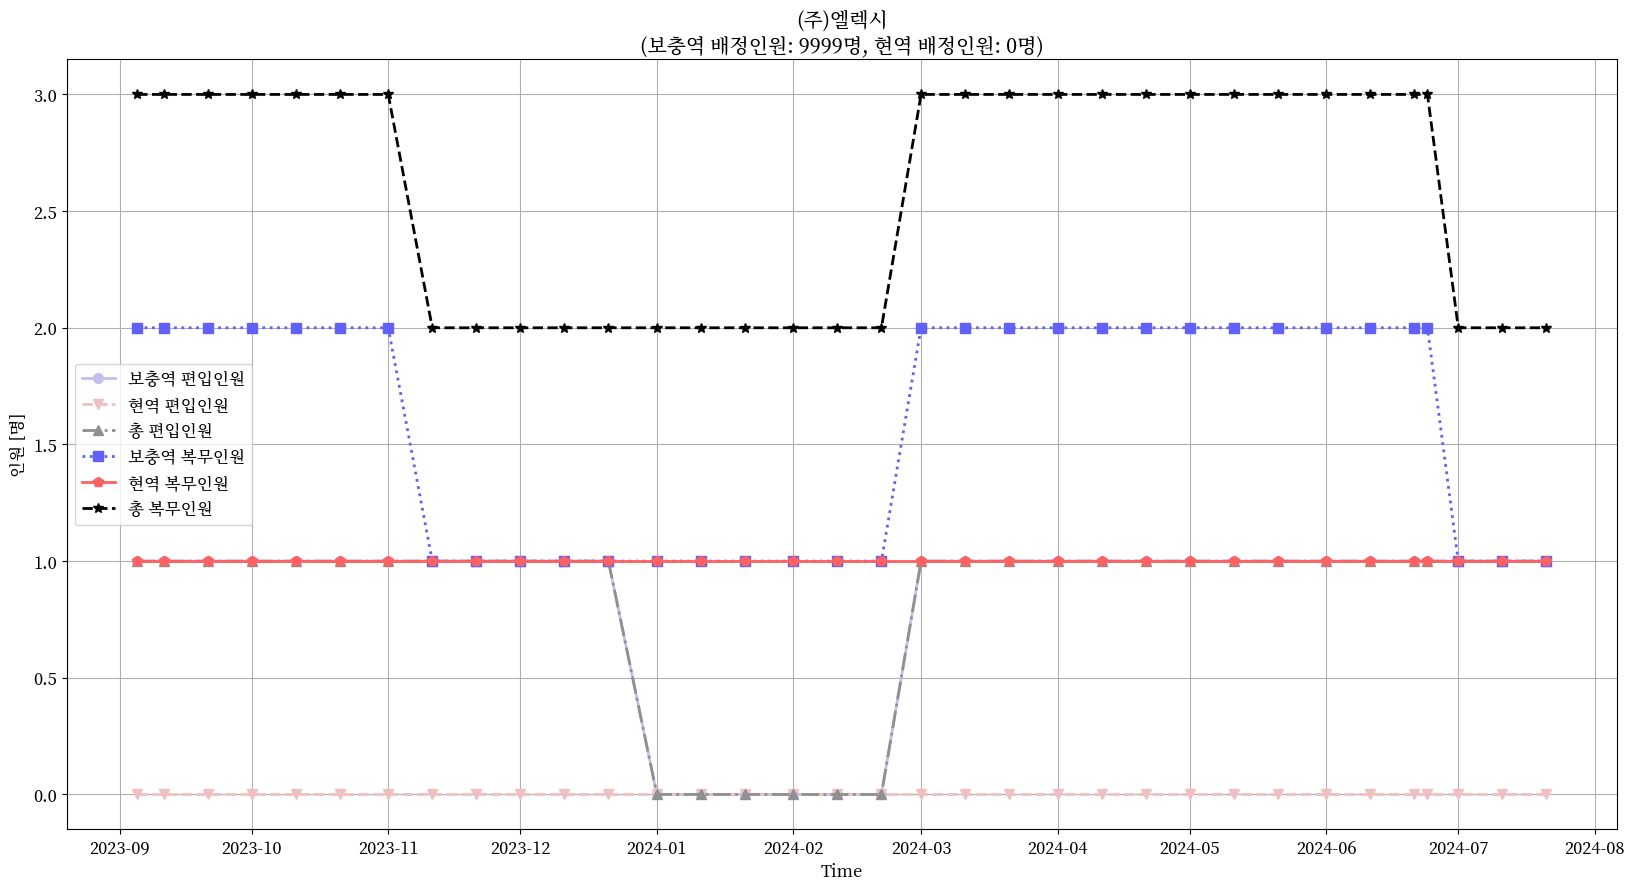 (주)엘렉시
(보충역 배정인원: 9999명, 현역 배정인원: 0명)
인원 [명]
3.0
2.5
2.0
1.5
1.0
0.5
0.0
보충역 편입인원
현역 편입인원
총 편입인원
보충역 복무인원
현역 복무인원
총 복무인원
2023-09 2023-10 2023-11 2023-12 2024-01 2024-02 2024-03 2024-04 2024-05 2024-06 2024-07 2024-08
Time